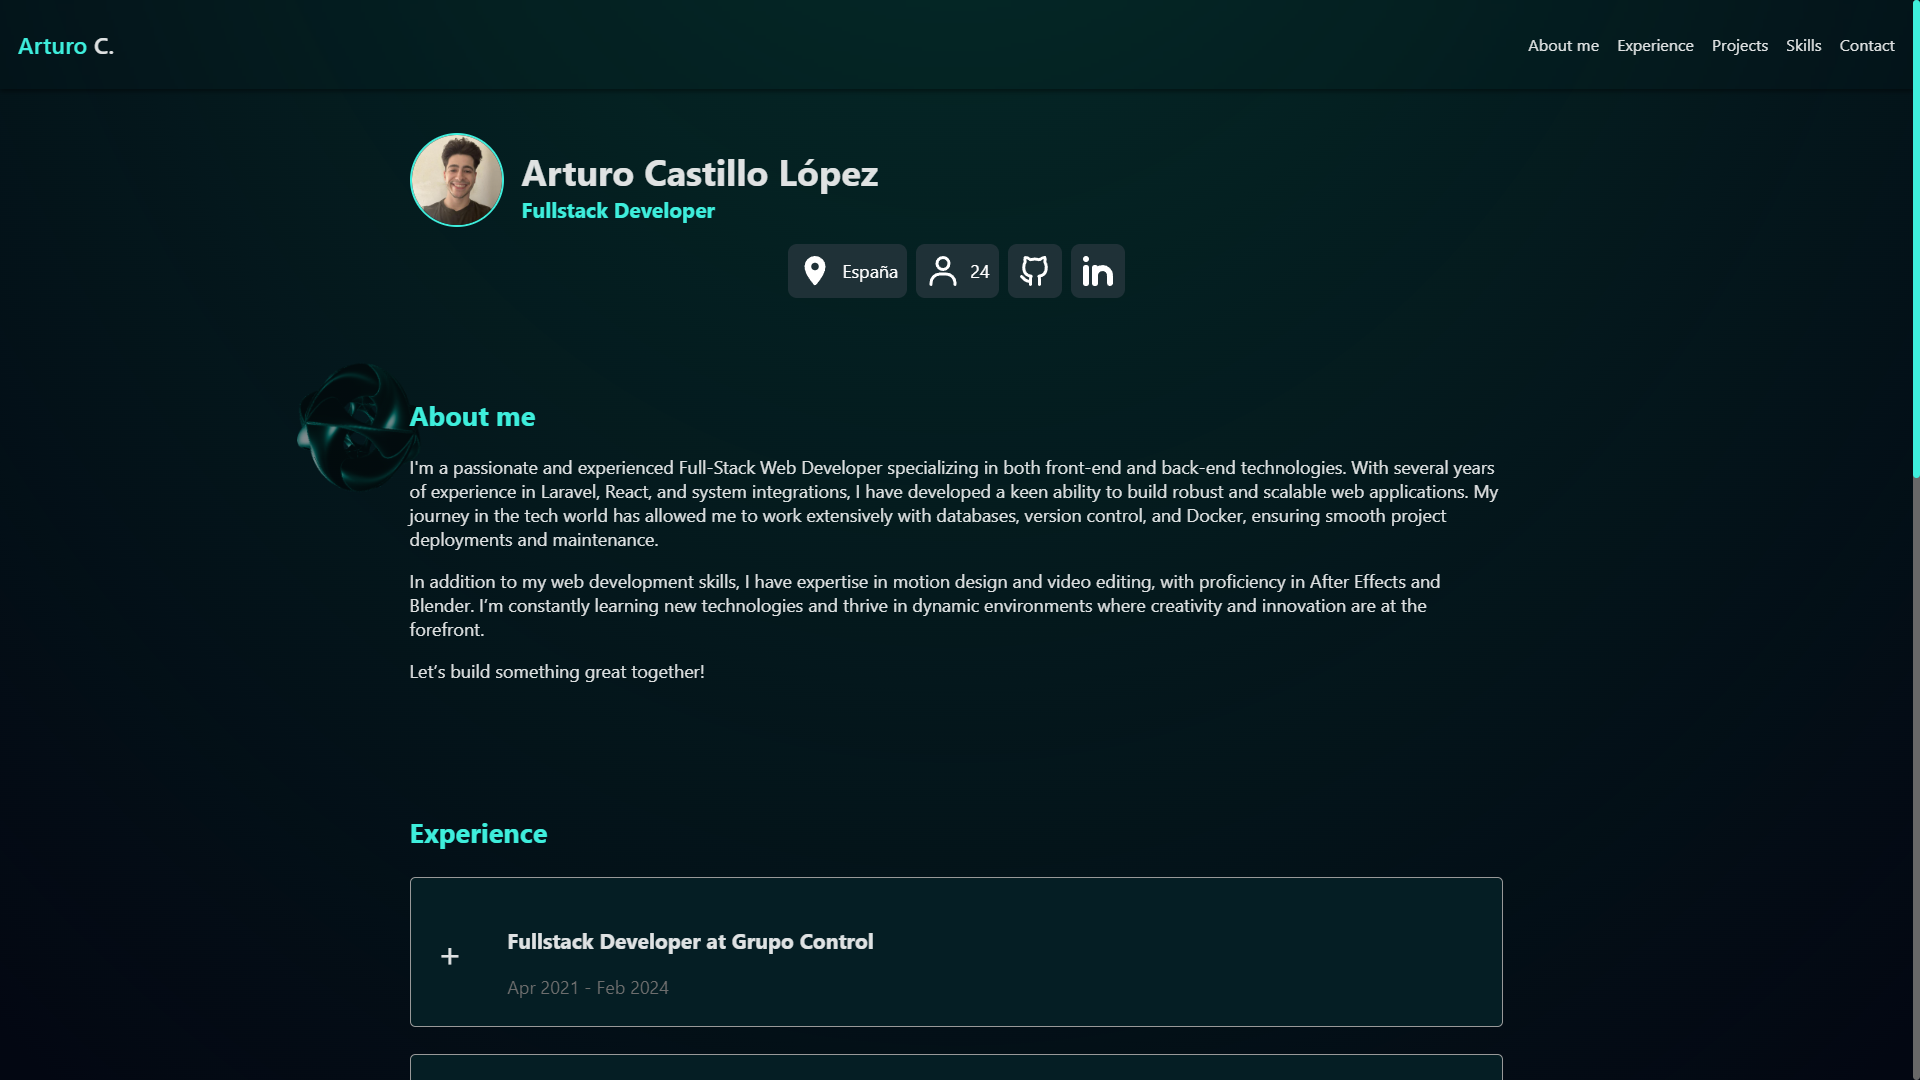 Arturo C.
About me Experience Projects Skills Contact
Arturo Castillo López
Fullstack Developer
España 24
About me
I'm a passionate and experienced Full-Stack Web Developer specializing in both front-end and back-end technologies. With several years
of experience in Laravel, React, and system integrations, I have developed a keen ability to build robust and scalable web applications. My
journey in the tech world has allowed me to work extensively with databases, version control, and Docker, ensuring smooth project
deployments and maintenance.
In addition to my web development skills, I have expertise in motion design and video editing, with proficiency in After Effects and
Blender. I’m constantly learning new technologies and thrive in dynamic environments where creativity and innovation are at the
forefront.
Let’s build something great together!
Experience
+
Fullstack Developer at Grupo Control
Apr 2021 - Feb 2024